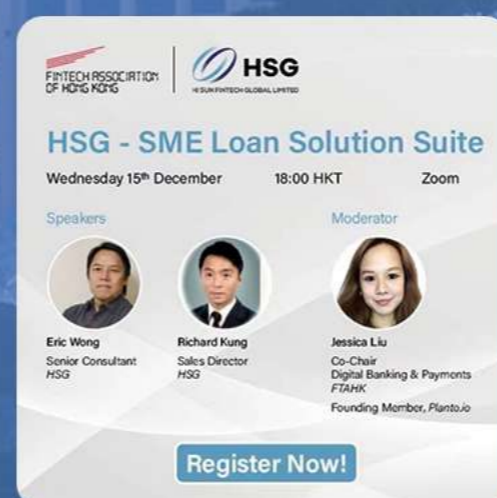 FINTECH ASSOCIATION
OF HONG KONG
HSG
HI SUN FINTECH GLOBAL LIMITED
HSG - SME Loan Solution Suite
Wednesday 15th December 18:00 HKT Zoom
Speakers Moderator
Eric Wong Richard Kung Jessica Liu
Senior Consultant Sales Director Co-Chair
HSG HSG Digital Banking & Payments
FTAHK
Founding Member, Planto.io
Register Now!